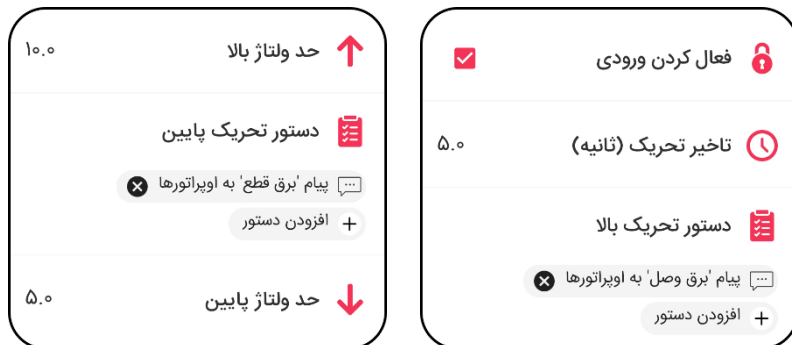 فعال کردن ورودی
تاخیر تحریک (ثانیه) ۵.۰
دستور تحریک بالا
پیام 'برق وصل' به اوپراتورها
افزودن دستور
حد ولتاژ بالا ۱۰.۰
دستور تحریک پایین
پیام 'برق قطع' به اوپراتورها
افزودن دستور
حد ولتاژ پایین ۵.۰